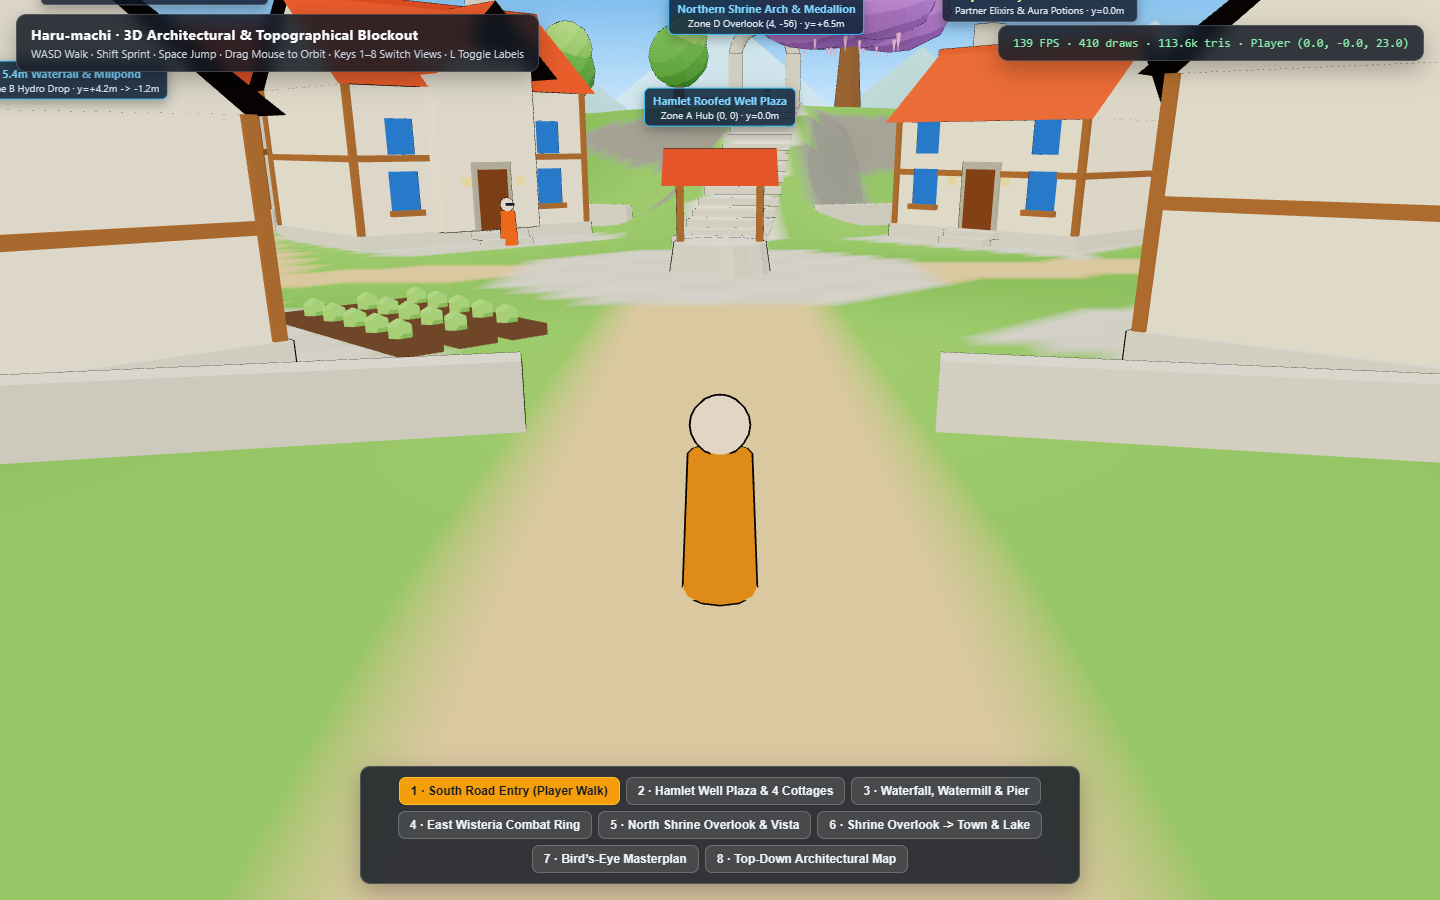 Northern Shrine Arch & Medallion
Zone D Overlook (4, -56) · y=+6.5m
Partner Elixirs & Aura Potions · y=0.0m
Haru-machi · 3D Architectural & Topographical Blockout
WASD Walk · Shift Sprint · Space Jump · Drag Mouse to Orbit · Keys 1–8 Switch Views · L Toggle Labels
139 FPS · 410 draws · 113.6k tris · Player (0.0, -0.0, 23.0)
5.4m Waterfall & Millpond
e B Hydro Drop · y=+4.2m -> -1.2m
Hamlet Roofed Well Plaza
Zone A Hub (0, 0) · y=0.0m
1 · South Road Entry (Player Walk)
2 · Hamlet Well Plaza & 4 Cottages
3 · Waterfall, Watermill & Pier
4 · East Wisteria Combat Ring
5 · North Shrine Overlook & Vista
6 · Shrine Overlook -> Town & Lake
7 · Bird's-Eye Masterplan
8 · Top-Down Architectural Map